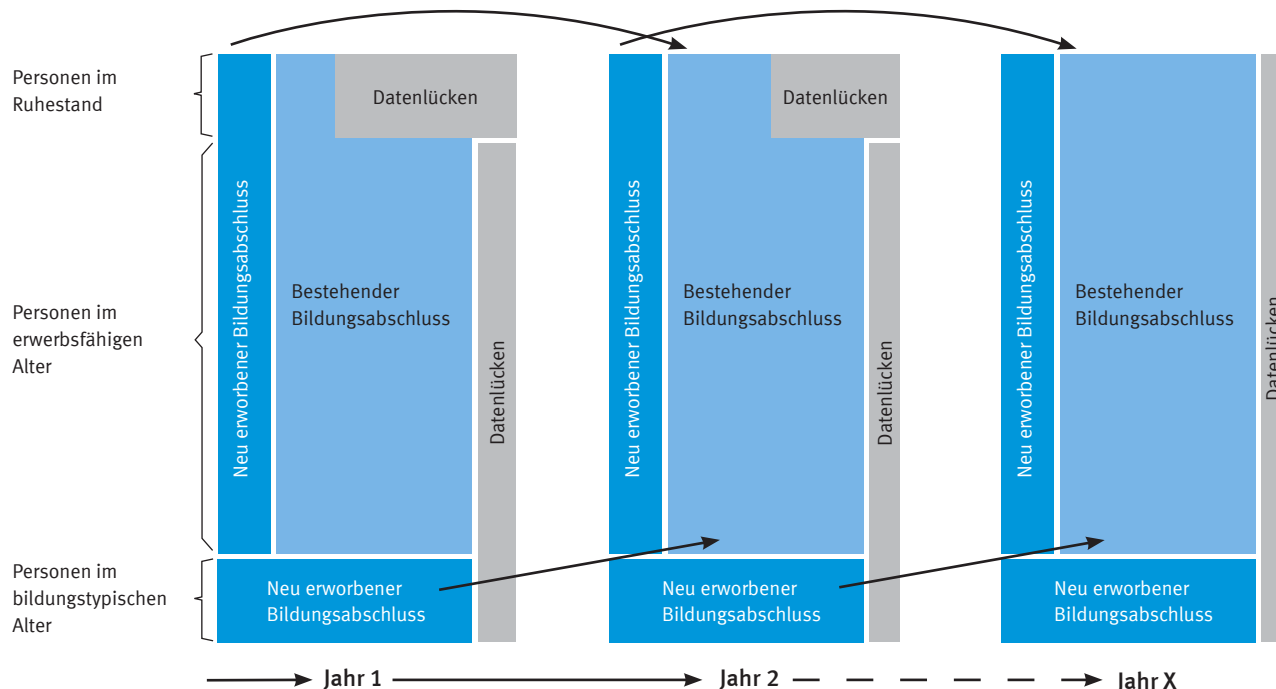 Personen im
Ruhestand
Personen im
erwerbsfähigen
Alter
Personen im
bildungstypischen
Alter
Neu erworbener Bildungsabschluss
Datenlücken
Bestehender
Bildungsabschluss
Datenlücken
Neu erworbener
Bildungsabschluss
Neu erworbener Bildungsabschluss
Datenlücken
Bestehender
Bildungsabschluss
Datenlücken
Neu erworbener
Bildungsabschluss
Neu erworbener Bildungsabschluss
Bestehender
Bildungsabschluss
Datenlücken
Neu erworbener
Bildungsabschluss
Jahr 1
Jahr 2
Jahr X